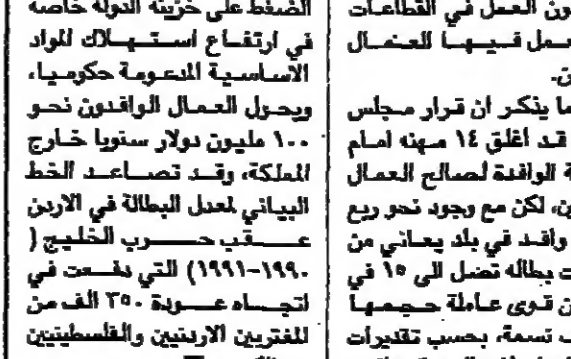 ون العمل في القطاعات
عمل فيها العمال
ن.
ما يذكر ان قرار مجلس
قد اغلق ١٤ مهنه امام
ة الوافدة لصالح العمال
ين، لكن مع وجود نحو ربع
وافد في بلد يعاني من
ت بطاله تصل الى ١٥ في
ن قوى عاملة حجمها
ف نسمة، بحسب تقديرات
الضغط على خزينة الدولة خاصة
في ارتفاع استهلاك المواد
الاساسية المدعومة حكوميا،
ويحول العمال الوافدون نحو
١٠٠ مليون دولار سنويا خارج
المملكة، وقد تصاعد الخط
البياني لمعدل البطالة في الاردن
عقب حرب الخليج (
١٩٩٠-١٩٩١) التي دفعت في
اتجاه عودة ٣٥٠ الف من
المغتربين الاردنيين والفلسطينيين